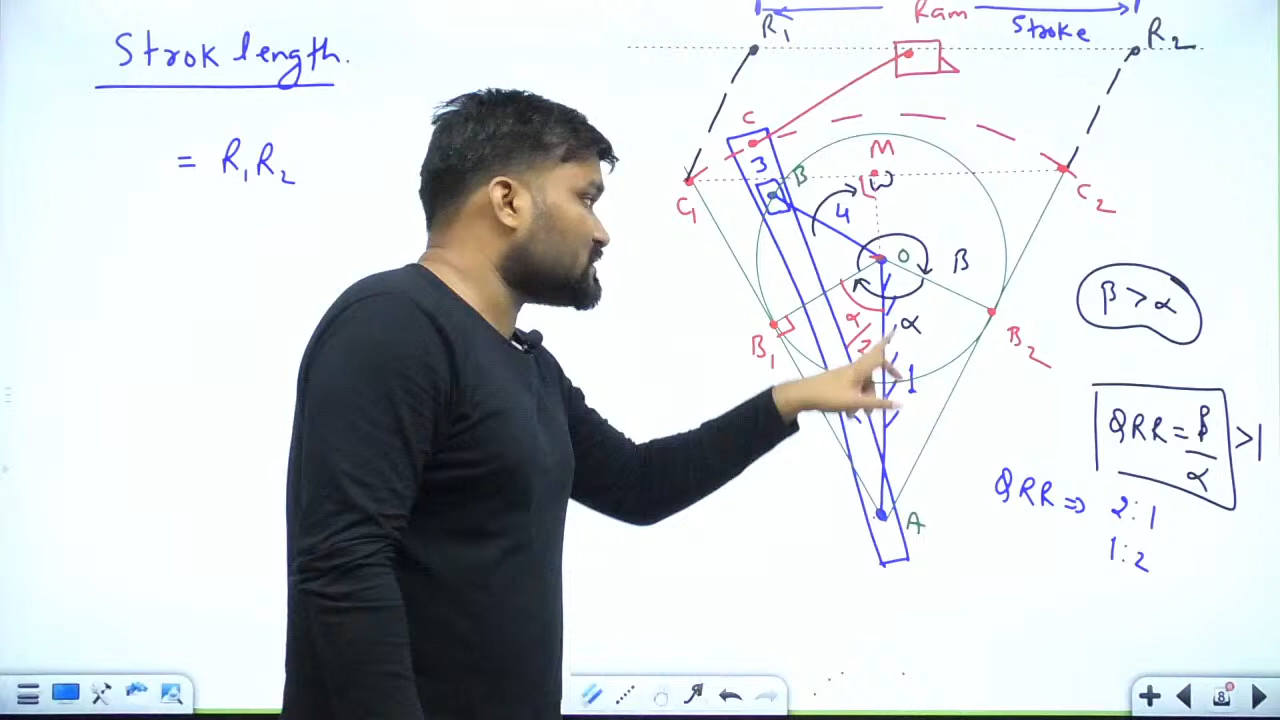 Strok length.
= R₁R₂
Ram
Stroke
R₁
R₂
C
3
B
M
ω
4
C₁
C₂
O
β
β > α
α/2
α
B₁
B₂
1
QRR = β/α > 1
QRR ⇒ 2:1
1:2
A
8